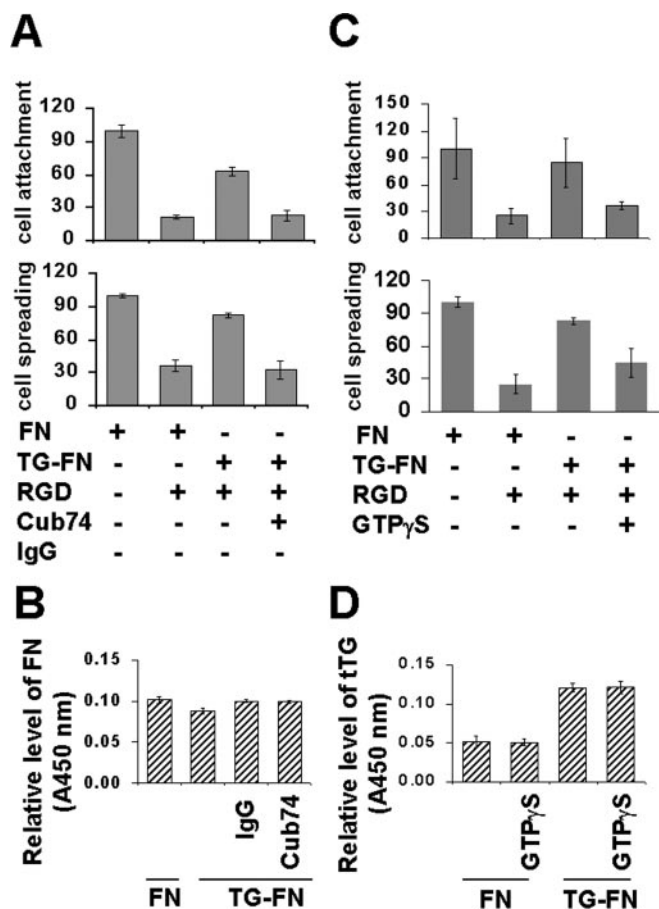 A
cell attachment
120
90
60
30
0
cell spreading
120
90
60
30
0
FN + + - -
TG-FN - - + +
RGD - + + +
Cub74 - - - +
IgG - - - -
C
cell attachment
150
120
90
60
30
0
cell spreading
150
120
90
60
30
0
FN + + - -
TG-FN - - + +
RGD - + + +
GTPγS - - - +
B
Relative level of FN
(A450 nm)
0.15
0.10
0.05
0.00
IgG
Cub74
FN
TG-FN
D
Relative level of tTG
(A450 nm)
0.15
0.10
0.05
0.00
GTPγS
GTPγS
FN
TG-FN